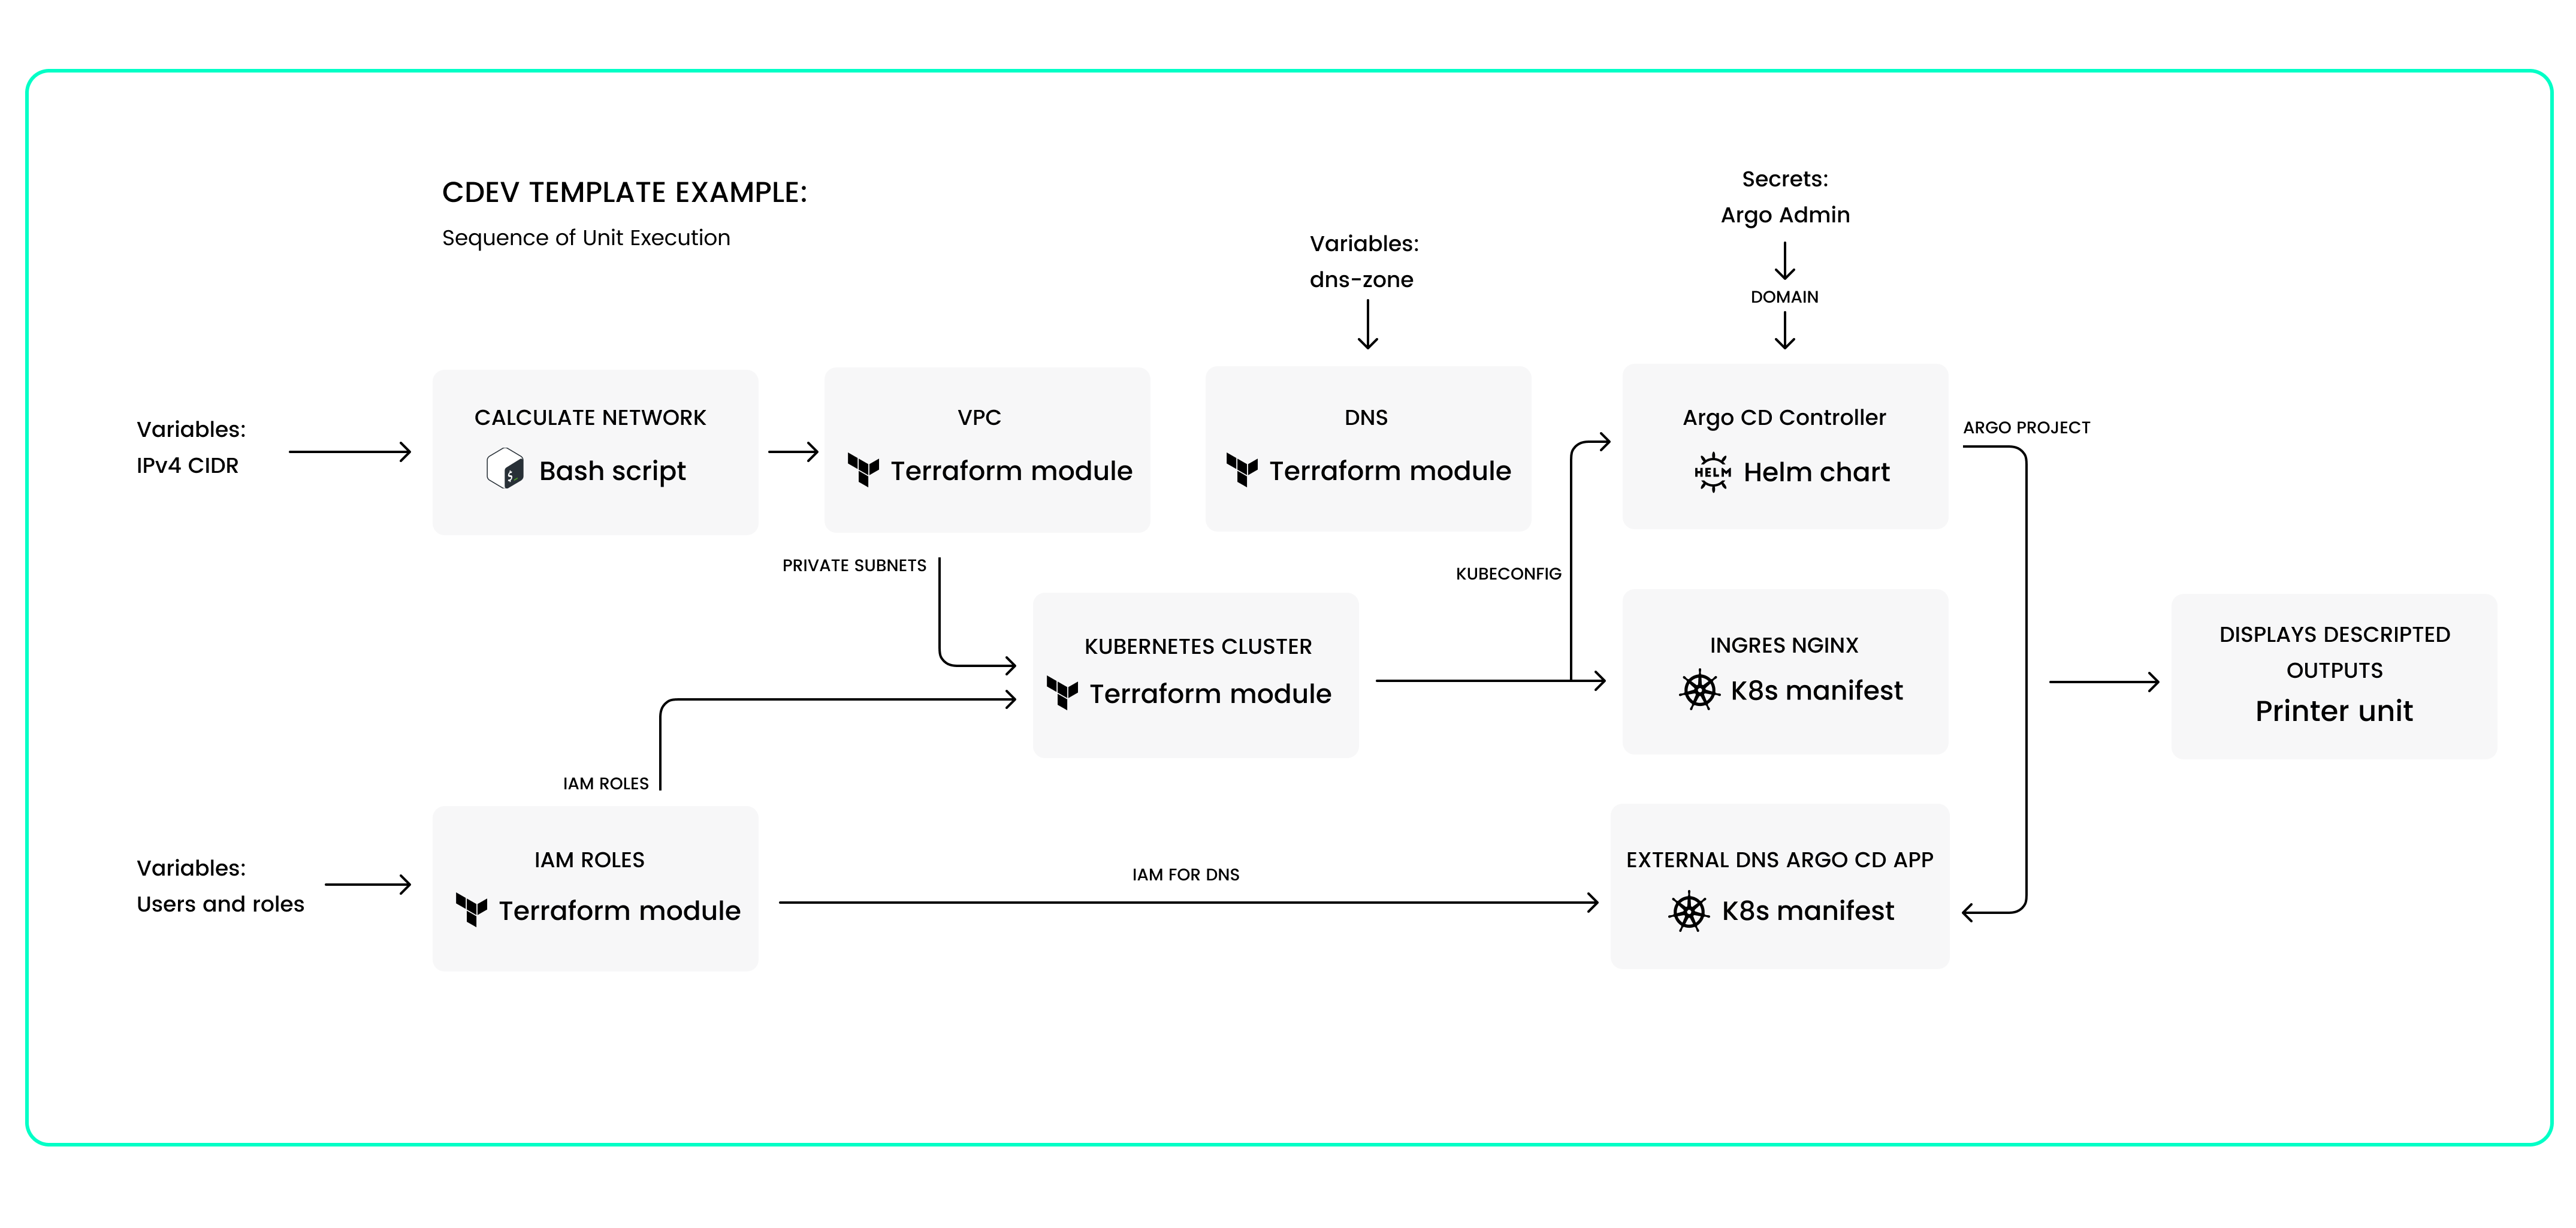 CDEV TEMPLATE EXAMPLE:
Sequence of Unit Execution
Variables:
dns-zone
Secrets:
Argo Admin
DOMAIN
Variables:
IPv4 CIDR
CALCULATE NETWORK
$
Bash script
VPC
Terraform module
DNS
Terraform module
Argo CD Controller
HELM
Helm chart
ARGO PROJECT
PRIVATE SUBNETS
KUBECONFIG
KUBERNETES CLUSTER
Terraform module
INGRES NGINX
K8s manifest
DISPLAYS DESCRIPTED
OUTPUTS
Printer unit
IAM ROLES
Variables:
Users and roles
IAM ROLES
Terraform module
IAM FOR DNS
EXTERNAL DNS ARGO CD APP
K8s manifest